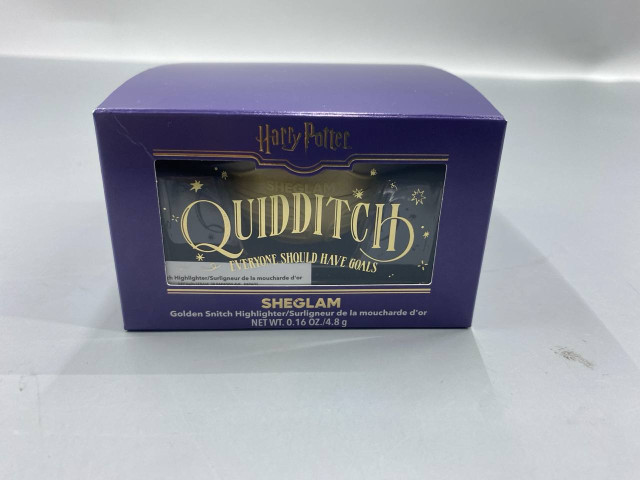 Harry Potter
SHEGLAM
QUIDDITCH
EVERYONE SHOULD HAVE GOALS
Highlighter/Surligneur de la moucharde d'or
SHEGLAM
Golden Snitch Highlighter/Surligneur de la moucharde d'or
NET WT. 0.16 OZ./4.8 g